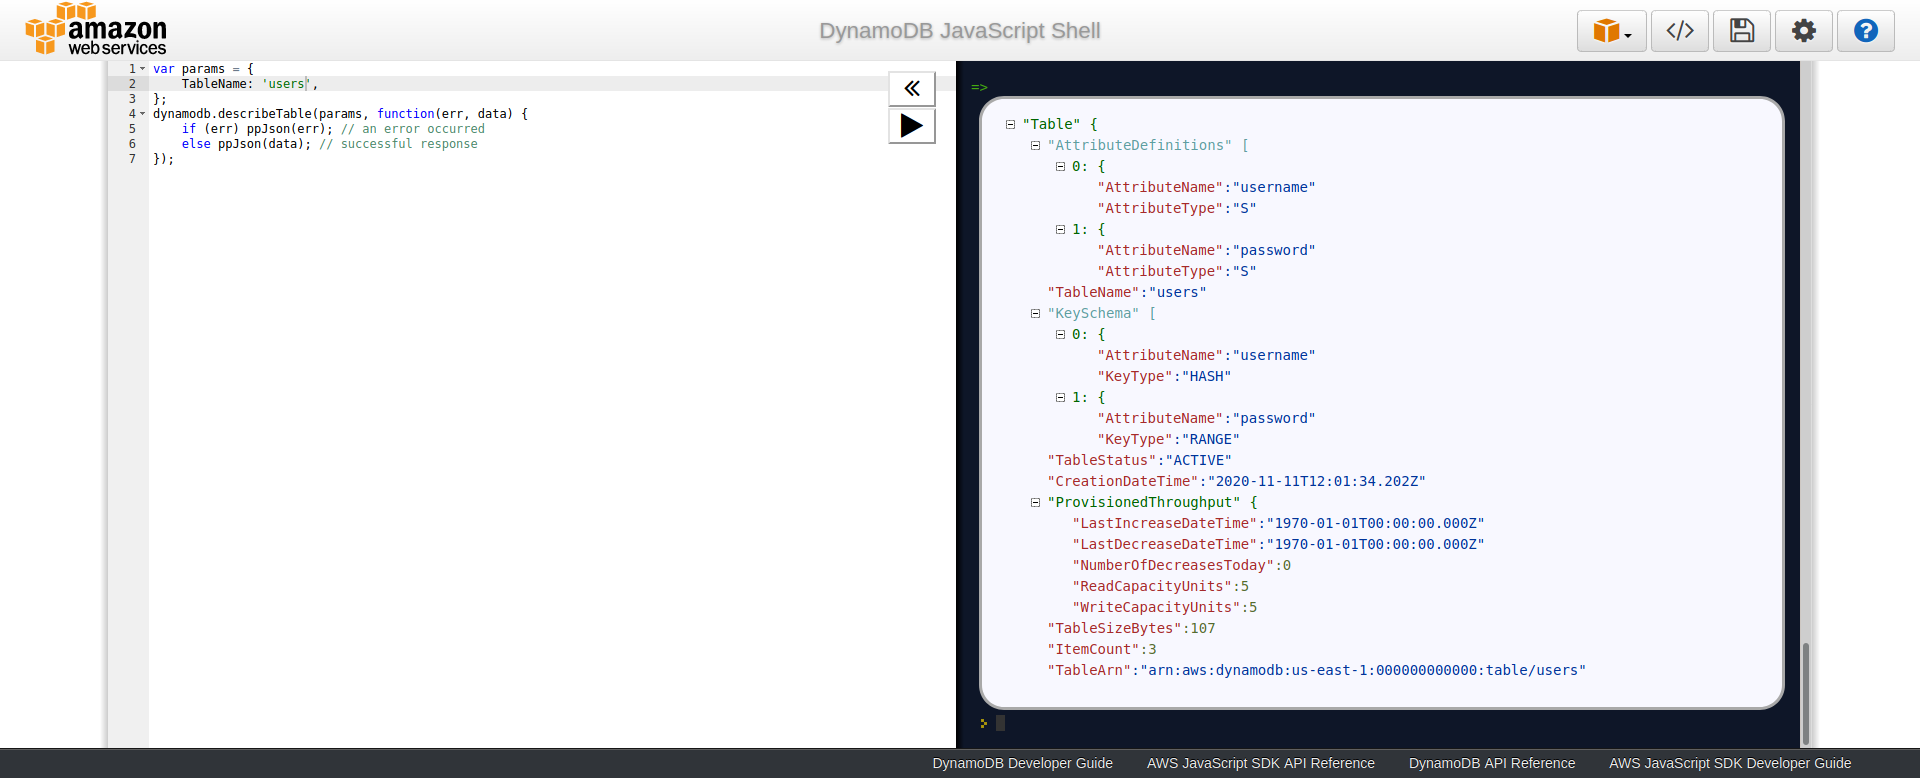 amazon
webservices
DynamoDB JavaScript Shell
</>
?
1 var params = {
2     TableName: 'users',
3 };
4 dynamodb.describeTable(params, function(err, data) {
5     if (err) ppJson(err); // an error occurred
6     else ppJson(data); // successful response
7 });
«
=>
"Table" {
"AttributeDefinitions" [
0: {
"AttributeName":"username"
"AttributeType":"S"
1: {
"AttributeName":"password"
"AttributeType":"S"
"TableName":"users"
"KeySchema" [
0: {
"AttributeName":"username"
"KeyType":"HASH"
1: {
"AttributeName":"password"
"KeyType":"RANGE"
"TableStatus":"ACTIVE"
"CreationDateTime":"2020-11-11T12:01:34.202Z"
"ProvisionedThroughput" {
"LastIncreaseDateTime":"1970-01-01T00:00:00.000Z"
"LastDecreaseDateTime":"1970-01-01T00:00:00.000Z"
"NumberOfDecreasesToday":0
"ReadCapacityUnits":5
"WriteCapacityUnits":5
"TableSizeBytes":107
"ItemCount":3
"TableArn":"arn:aws:dynamodb:us-east-1:000000000000:table/users"
DynamoDB Developer Guide AWS JavaScript SDK API Reference DynamoDB API Reference AWS JavaScript SDK Developer Guide